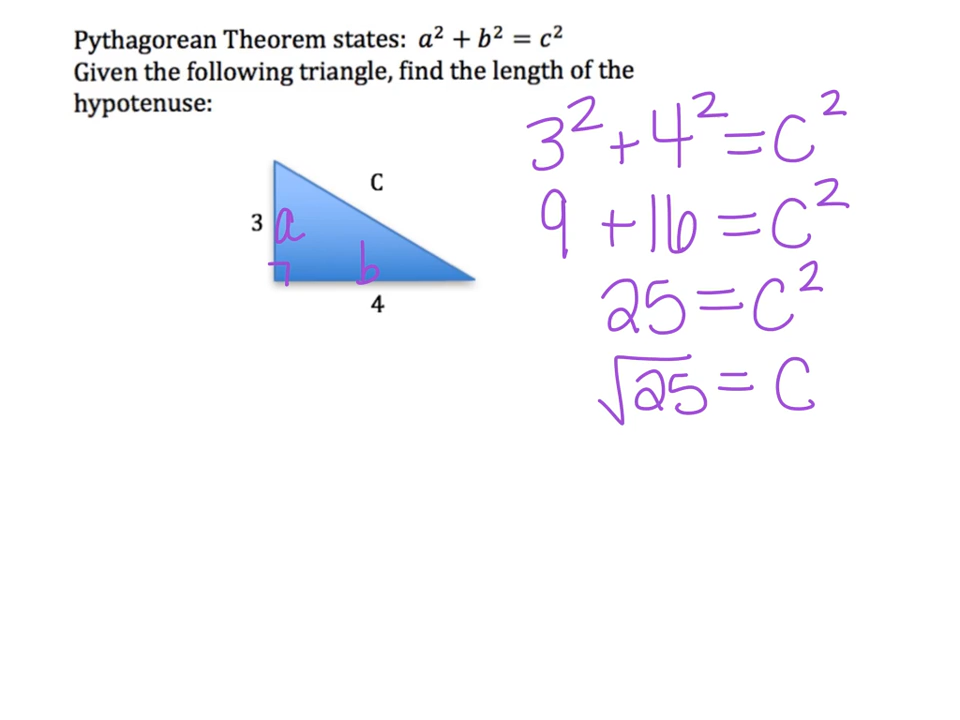 Pythagorean Theorem states: a² + b² = c²
Given the following triangle, find the length of the
hypotenuse:
3² + 4² = C²
C
3 a
9 + 16 = C²
b
4
25 = C²
√25 = C